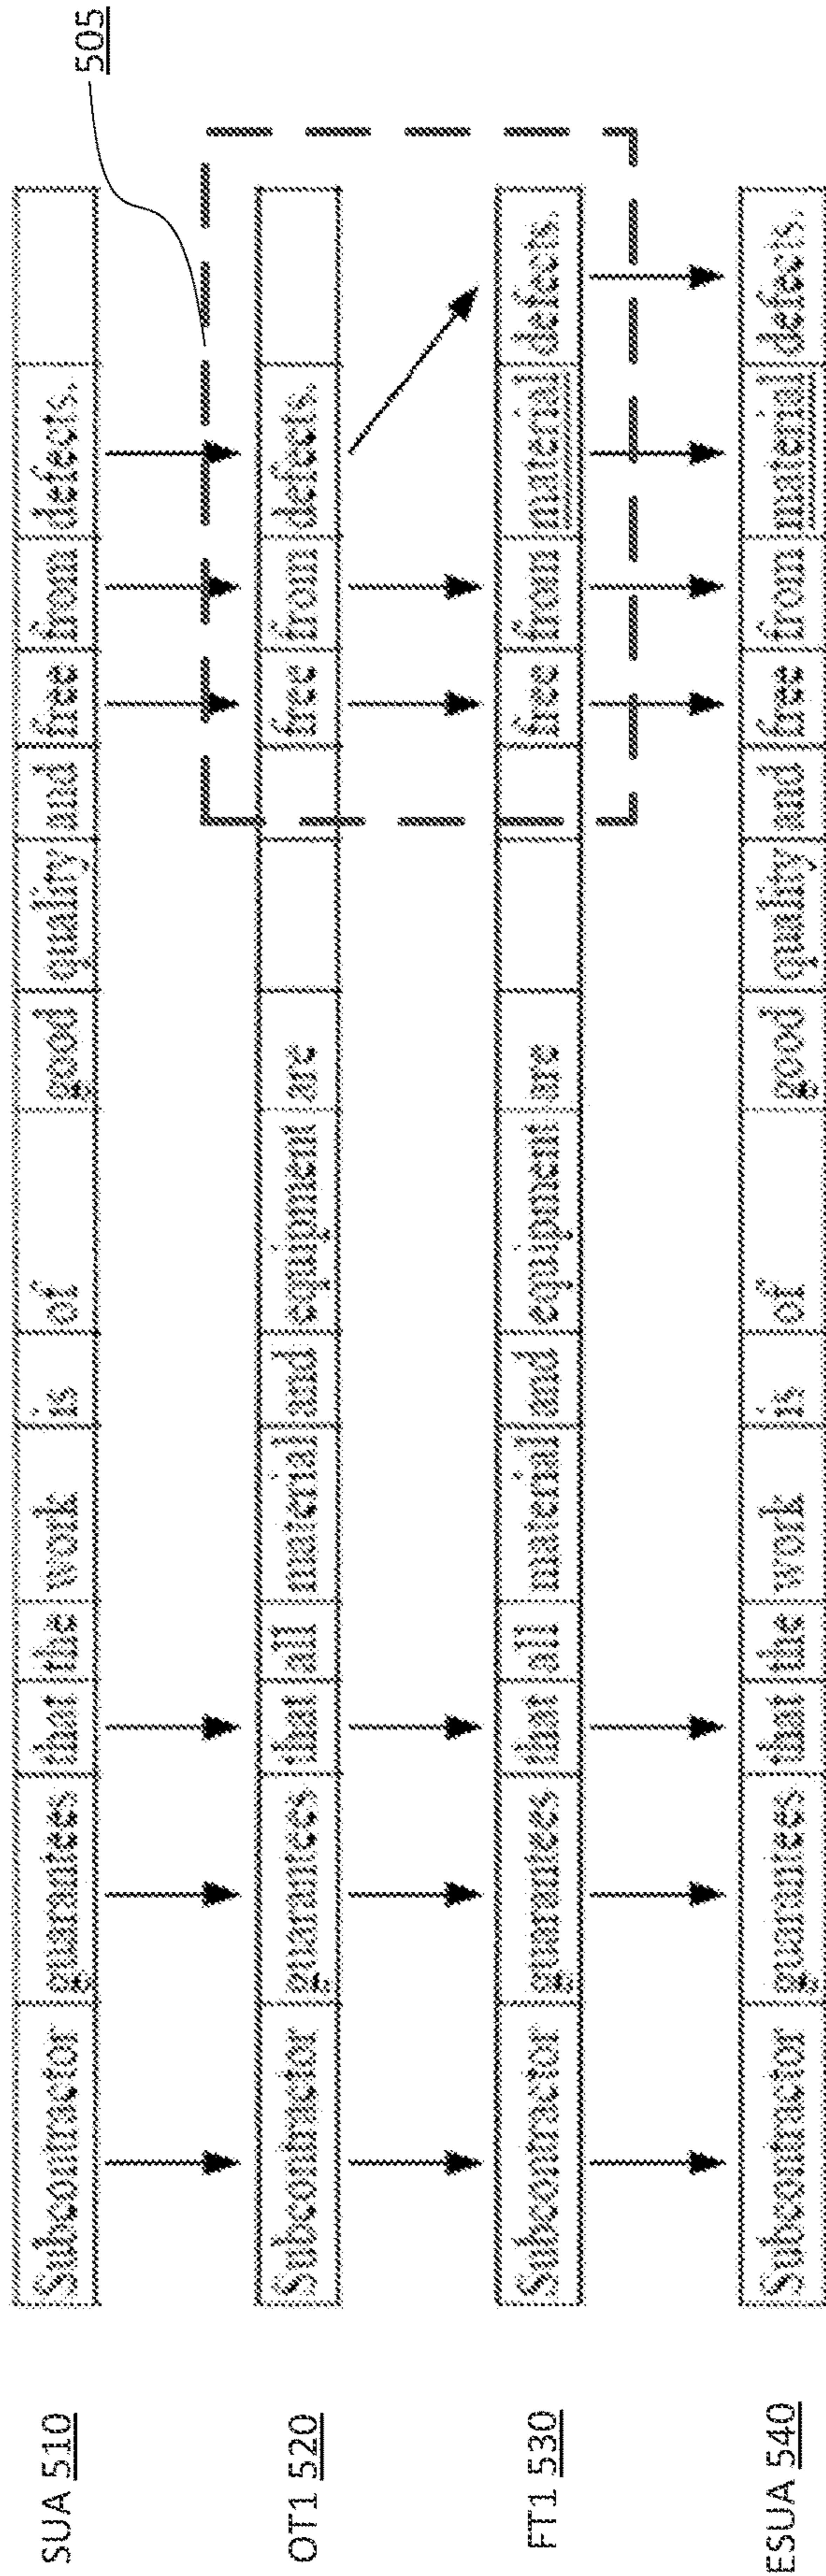 505
SUA 510 Subcontractor guarantees that the work is of good quality and free from defects.
OT1 520 Subcontractor guarantees that all material and equipment are free from defects.
FT1 530 Subcontractor guarantees that all material and equipment are free from material defects.
ESUA 540 Subcontractor guarantees that the work is of good quality and free from material defects.